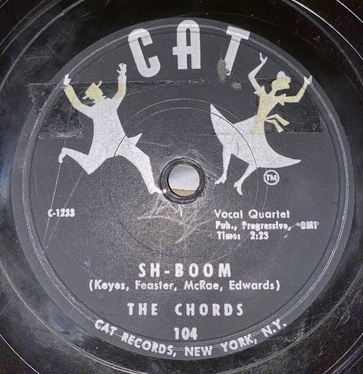 CAT
TM
C-1233
Vocal Quartet
Pub., Progressive, BMI
Time: 2:23
SH-BOOM
(Keyes, Feaster, McRae, Edwards)
THE CHORDS
104
CAT RECORDS, NEW YORK, N.Y.